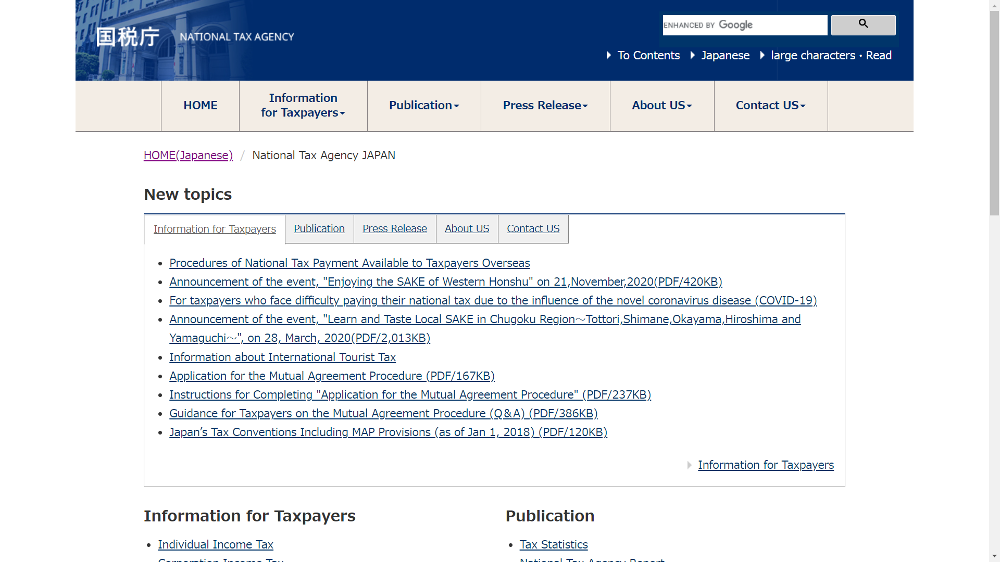 国税庁 NATIONAL TAX AGENCY
ENHANCED BY Google
To Contents Japanese large characters・Read
HOME
Information
for Taxpayers
Publication
Press Release
About US
Contact US
HOME(Japanese) / National Tax Agency JAPAN
New topics
Information for Taxpayers Publication Press Release About US Contact US
Procedures of National Tax Payment Available to Taxpayers Overseas
Announcement of the event, "Enjoying the SAKE of Western Honshu" on 21,November,2020(PDF/420KB)
For taxpayers who face difficulty paying their national tax due to the influence of the novel coronavirus disease (COVID-19)
Announcement of the event, "Learn and Taste Local SAKE in Chugoku Region～Tottori,Shimane,Okayama,Hiroshima and
Yamaguchi～", on 28, March, 2020(PDF/2,013KB)
Information about International Tourist Tax
Application for the Mutual Agreement Procedure (PDF/167KB)
Instructions for Completing "Application for the Mutual Agreement Procedure" (PDF/237KB)
Guidance for Taxpayers on the Mutual Agreement Procedure (Q＆A) (PDF/386KB)
Japan’s Tax Conventions Including MAP Provisions (as of Jan 1, 2018) (PDF/120KB)
Information for Taxpayers
Information for Taxpayers
Individual Income Tax
Corporation Income Tax
Publication
Tax Statistics
National Tax Agency Report